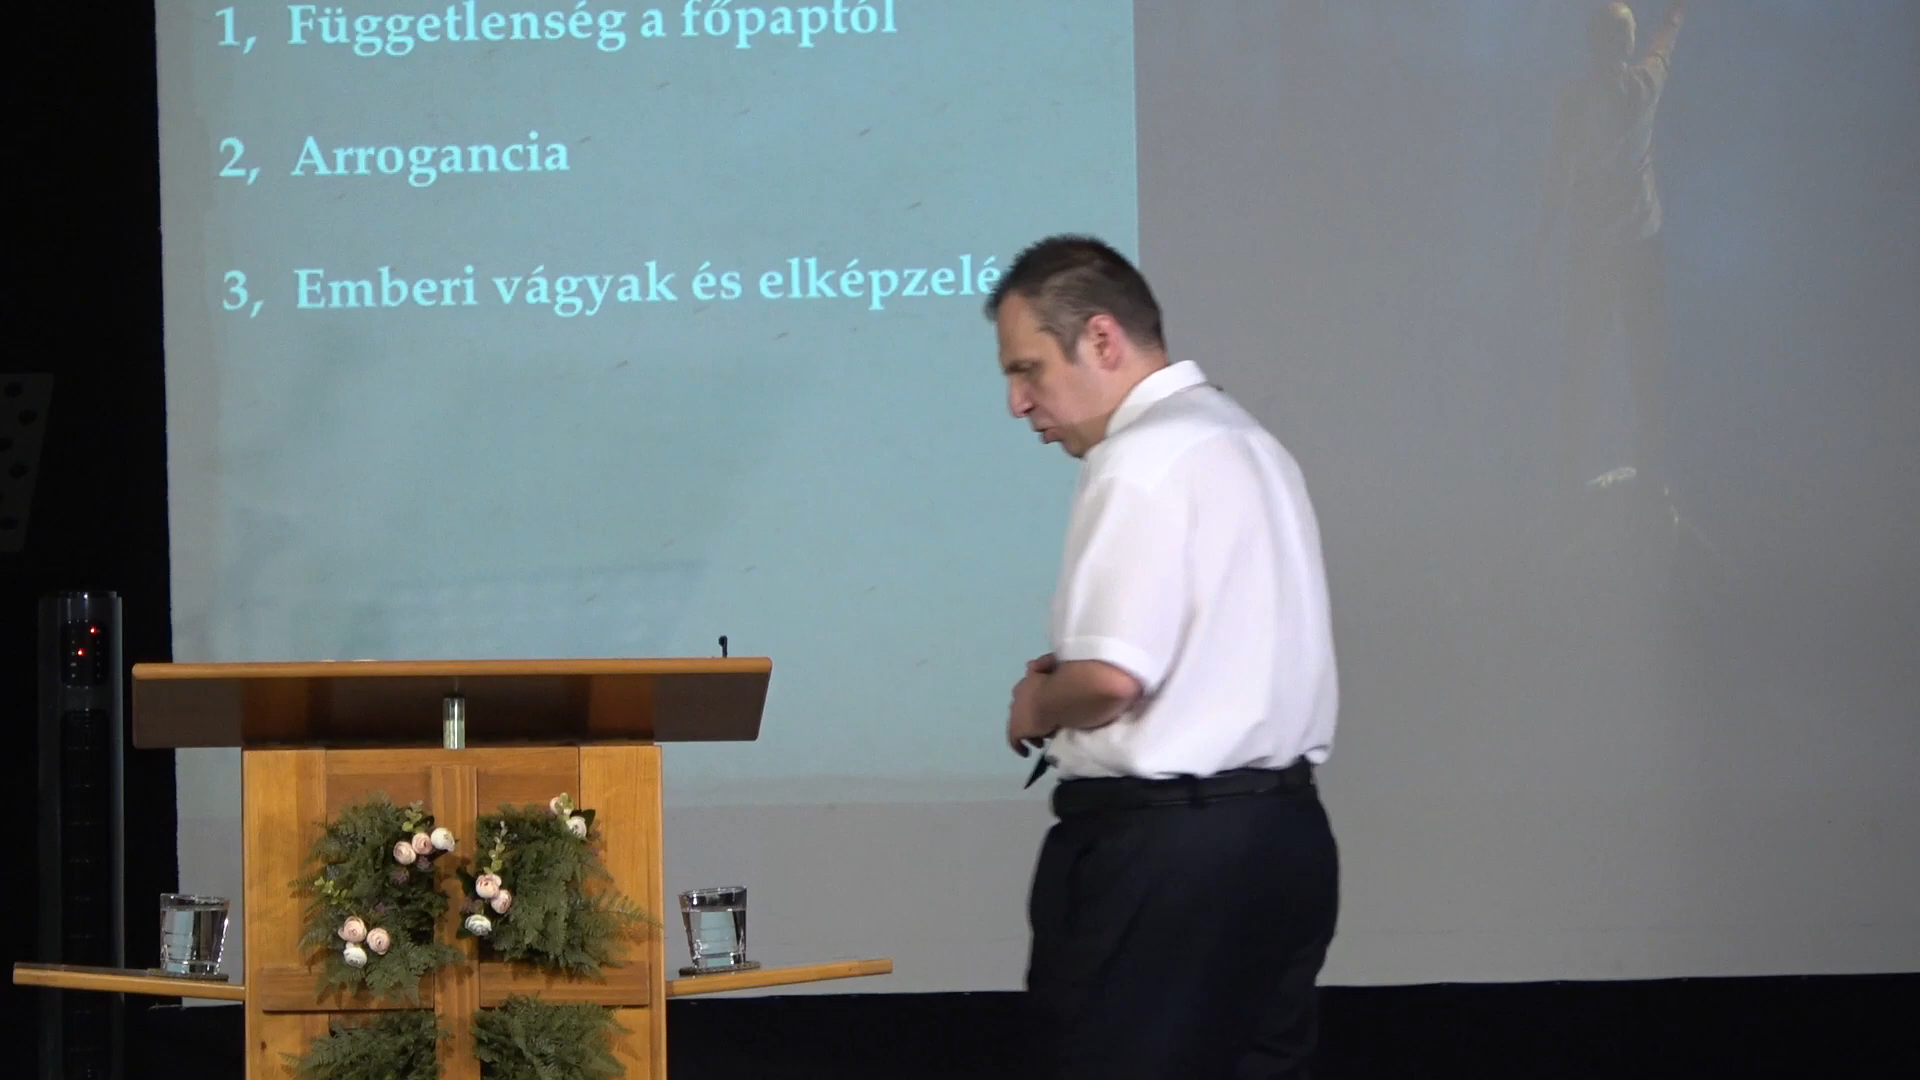 1, Függetlenség a főpaptól
2, Arrogancia
3, Emberi vágyak és elképzelé